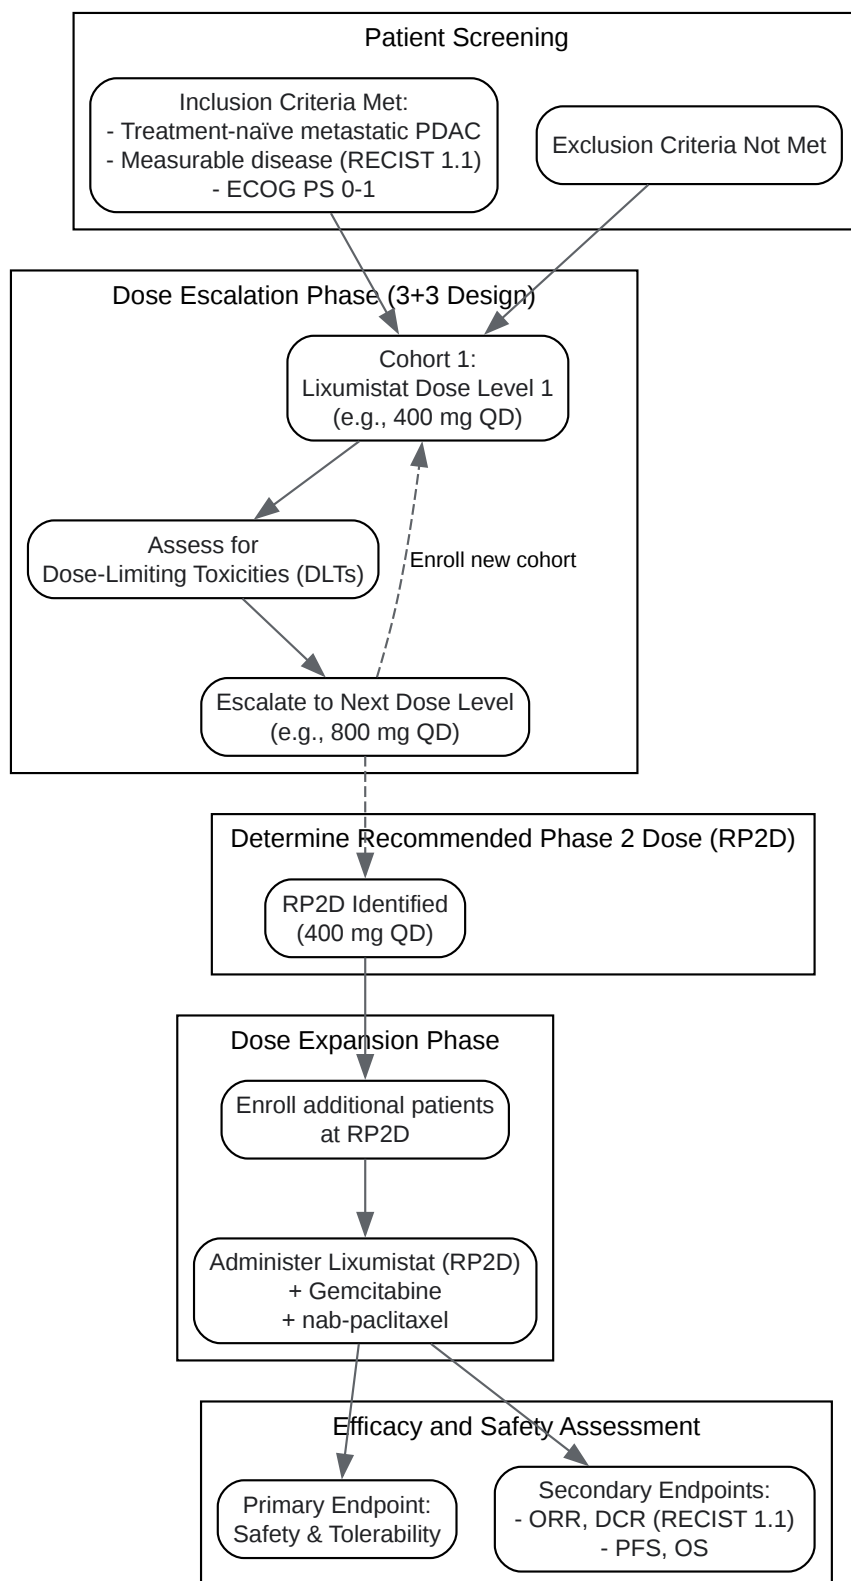 Patient Screening
Inclusion Criteria Met:
- Treatment-naïve metastatic PDAC
- Measurable disease (RECIST 1.1)
- ECOG PS 0-1
Exclusion Criteria Not Met
Dose Escalation Phase (3+3 Design)
Cohort 1:
Lixumistat Dose Level 1
(e.g., 400 mg QD)
Assess for
Dose-Limiting Toxicities (DLTs)
Enroll new cohort
Escalate to Next Dose Level
(e.g., 800 mg QD)
Determine Recommended Phase 2 Dose (RP2D)
RP2D Identified
(400 mg QD)
Dose Expansion Phase
Enroll additional patients
at RP2D
Administer Lixumistat (RP2D)
+ Gemcitabine
+ nab-paclitaxel
Efficacy and Safety Assessment
Primary Endpoint:
Safety & Tolerability
Secondary Endpoints:
- ORR, DCR (RECIST 1.1)
- PFS, OS